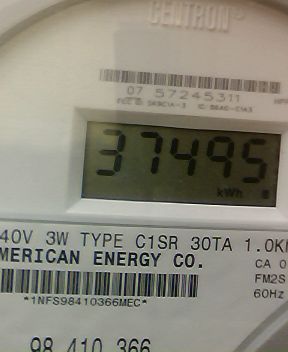 CENTRON®
07 57245311
37495
kWh
40V 3W TYPE C1SR 30TA 1.0K
MERICAN ENERGY CO.
CA 0
FM2S
60Hz
*1NFS98410366MEC*
98 410 366